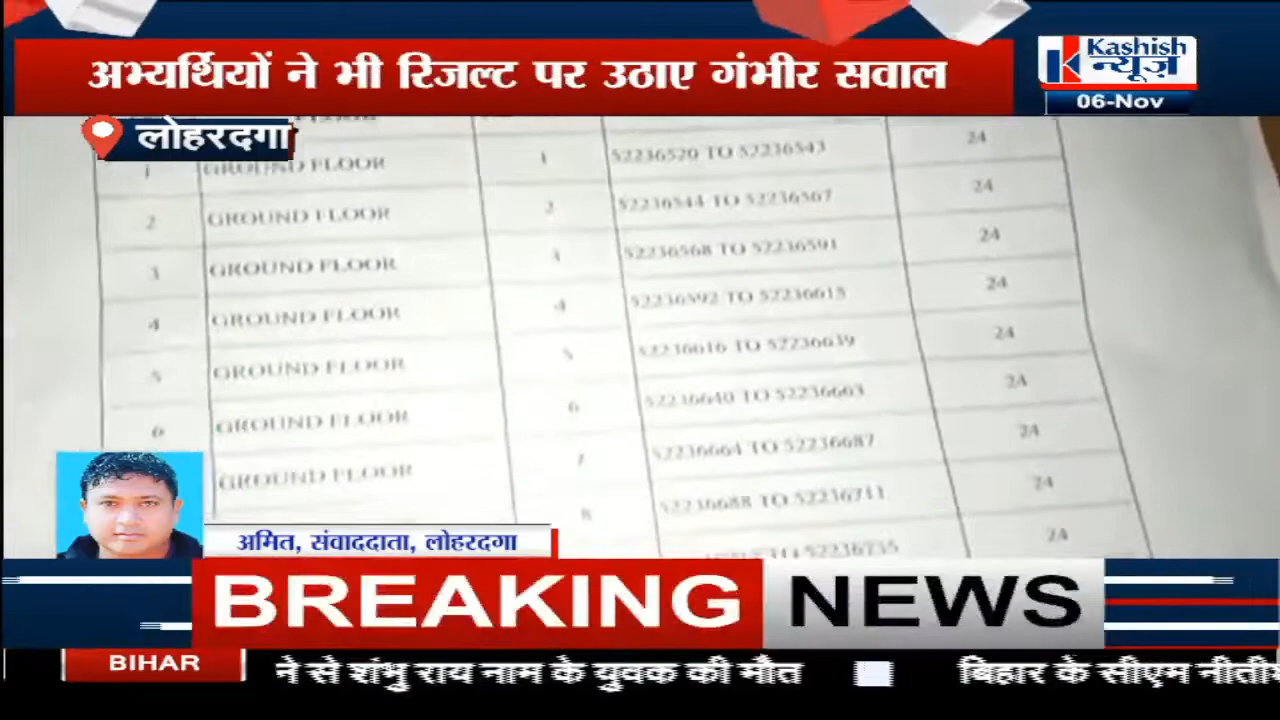 अभ्यर्थियों ने भी रिजल्ट पर उठाए गंभीर सवाल
Kashish
न्यूज़
06-Nov
लोहरदगा
1 GROUND FLOOR 1 52236520 TO 52236543 24
2 GROUND FLOOR 2 52236544 TO 52236567 24
3 GROUND FLOOR 3 52236568 TO 52236591 24
4 GROUND FLOOR 4 52236592 TO 52236615 24
5 GROUND FLOOR 5 52236616 TO 52236639 24
6 GROUND FLOOR 6 52236640 TO 52236663 24
GROUND FLOOR 7 52236664 TO 52236687 24
8 52236688 TO 52236711 24
TO 52236735 24
अमित, संवाददाता, लोहरदगा
BREAKING NEWS
BIHAR
ने से शंभु राय नाम के युवक की मौत
बिहार के सीएम